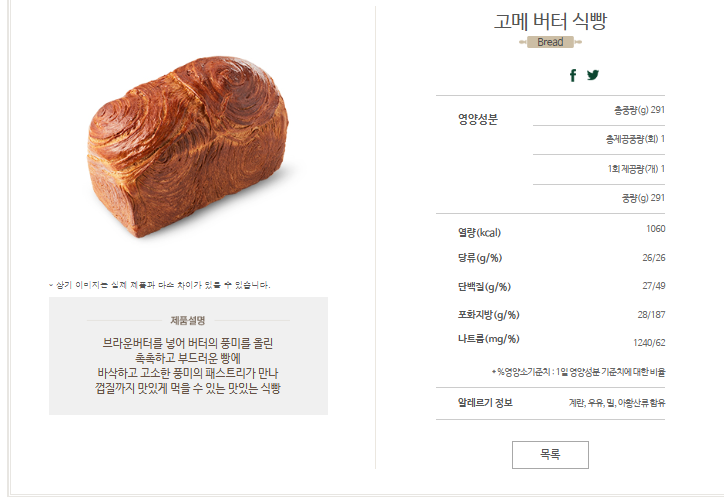 고메 버터 식빵
Bread
영양성분
총중량(g) 291
총제공중량(회) 1
1회 제공량(개) 1
중량(g) 291
열량(kcal) 1060
당류(g/%) 26/26
단백질(g/%) 27/49
포화지방(g/%) 28/187
나트륨(mg/%) 1240/62
* %영양소기준치 : 1일 영양성분 기준치에 대한 비율
알레르기 정보 계란, 우유, 밀, 아황산류 함유
목록
* 상기 이미지는 실제 제품과 다소 차이가 있을 수 있습니다.
제품설명
브라운버터를 넣어 버터의 풍미를 올린
촉촉하고 부드러운 빵에
바삭하고 고소한 풍미의 패스트리가 만나
껍질까지 맛있게 먹을 수 있는 맛있는 식빵